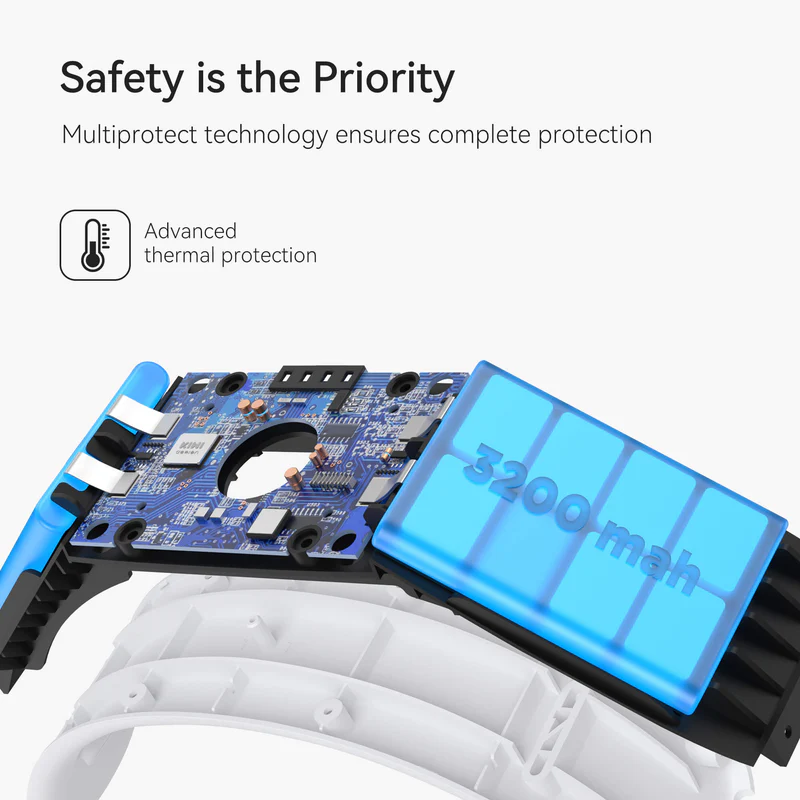 Safety is the Priority
Multiprotect technology ensures complete protection
Advanced
thermal protection
3200 mah